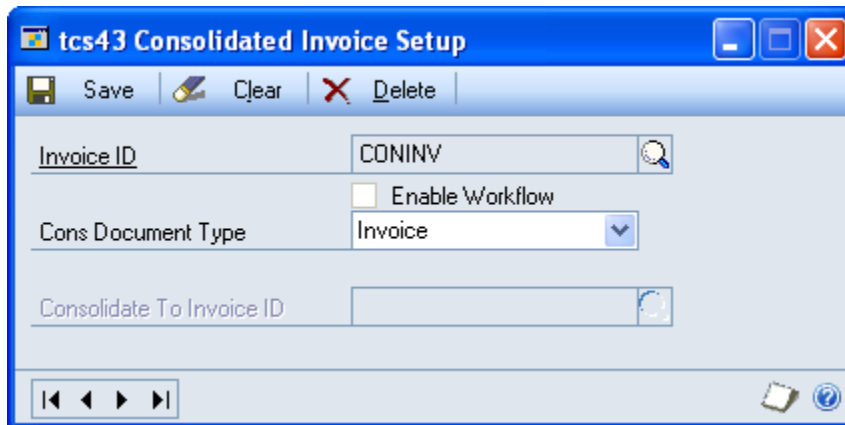 tcs43 Consolidated Invoice Setup
Save Clear Delete
Invoice ID CONINV
Enable Workflow
Cons Document Type Invoice
Consolidate To Invoice ID